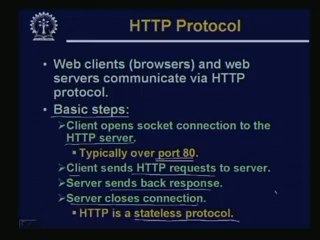 HTTP Protocol
• Web clients (browsers) and web
servers communicate via HTTP
protocol.
• Basic steps:
➢Client opens socket connection to the
HTTP server.
▪ Typically over port 80.
➢Client sends HTTP requests to server.
➢Server sends back response.
➢Server closes connection.
▪ HTTP is a stateless protocol.